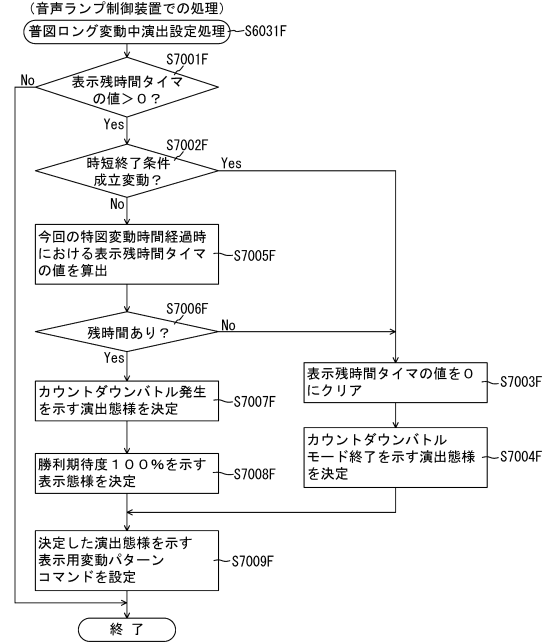 （音声ランプ制御装置での処理）
普図ロング変動中演出設定処理
S6031F
S7001F
表示残時間タイマ
の値＞０？
No
Yes
S7002F
時短終了条件
成立変動？
Yes
No
今回の特図変動時間経過時
における表示残時間タイマ
の値を算出
S7005F
S7006F
残時間あり？
No
Yes
表示残時間タイマの値を０
にクリア
S7003F
カウントダウンバトル発生
を示す演出態様を決定
S7007F
カウントダウンバトル
モード終了を示す演出態様
を決定
S7004F
勝利期待度１００％を示す
表示態様を決定
S7008F
決定した演出態様を示す
表示用変動パターン
コマンドを設定
S7009F
終 了